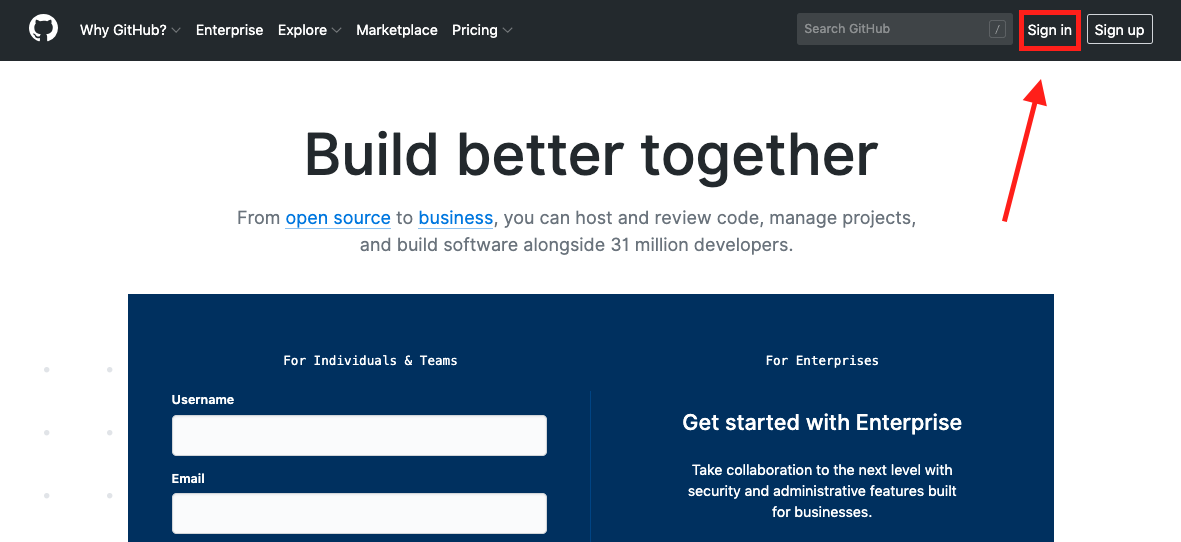 Why GitHub? Enterprise Explore Marketplace Pricing Search GitHub / Sign in Sign up
Build better together
From open source to business, you can host and review code, manage projects,
and build software alongside 31 million developers.
For Individuals & Teams
Username
Email
For Enterprises
Get started with Enterprise
Take collaboration to the next level with
security and administrative features built
for businesses.